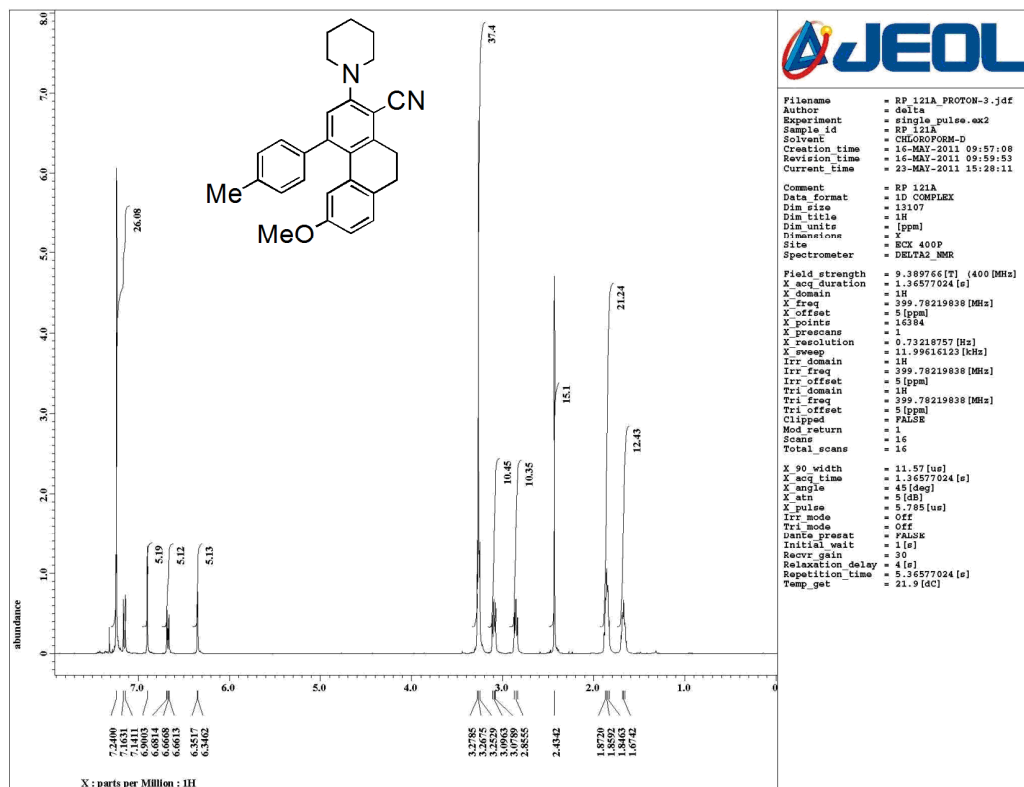 8.0
7.0
6.0
5.0
4.0
3.0
2.0
1.0
0
abundance
N
CN
Me
MeO
26.08
5.19
5.12
5.13
37.4
10.45
10.35
15.1
21.24
12.43
7.0 6.0 5.0 4.0 3.0 2.0 1.0 0
7.2400
7.1631
7.1411
6.9003
6.6814
6.6668
6.6613
6.3517
6.3462
3.2785
3.2675
3.2529
3.0963
3.0789
2.8555
2.4342
1.8720
1.8592
1.8463
1.6742
X : parts per Million : 1H
JEOL
Filename = RP_121A_PROTON-3.jdf
Author = delta
Experiment = single_pulse.ex2
Sample_id = RP_121A
Solvent = CHLOROFORM-D
Creation_time = 16-MAY-2011 09:57:08
Revision_time = 16-MAY-2011 09:59:53
Current_time = 23-MAY-2011 15:28:11
Comment = RP 121A
Data_format = 1D COMPLEX
Dim_size = 13107
Dim_title = 1H
Dim_units = [ppm]
Dimensions = X
Site = ECX 400P
Spectrometer = DELTA2_NMR
Field_strength = 9.389766[T] (400[MHz]
X_acq_duration = 1.36577024[s]
X_domain = 1H
X_freq = 399.78219838[MHz]
X_offset = 5[ppm]
X_points = 16384
X_prescans = 1
X_resolution = 0.73218757[Hz]
X_sweep = 11.99616123[kHz]
Irr_domain = 1H
Irr_freq = 399.78219838[MHz]
Irr_offset = 5[ppm]
Tri_domain = 1H
Tri_freq = 399.78219838[MHz]
Tri_offset = 5[ppm]
Clipped = FALSE
Mod_return = 1
Scans = 16
Total_scans = 16
X_90_width = 11.57[us]
X_acq_time = 1.36577024[s]
X_angle = 45[deg]
X_atn = 5[dB]
X_pulse = 5.785[us]
Irr_mode = Off
Tri_mode = Off
Dante_presat = FALSE
Initial_wait = 1[s]
Recvr_gain = 30
Relaxation_delay = 4[s]
Repetition_time = 5.36577024[s]
Temp_get = 21.9[dC]